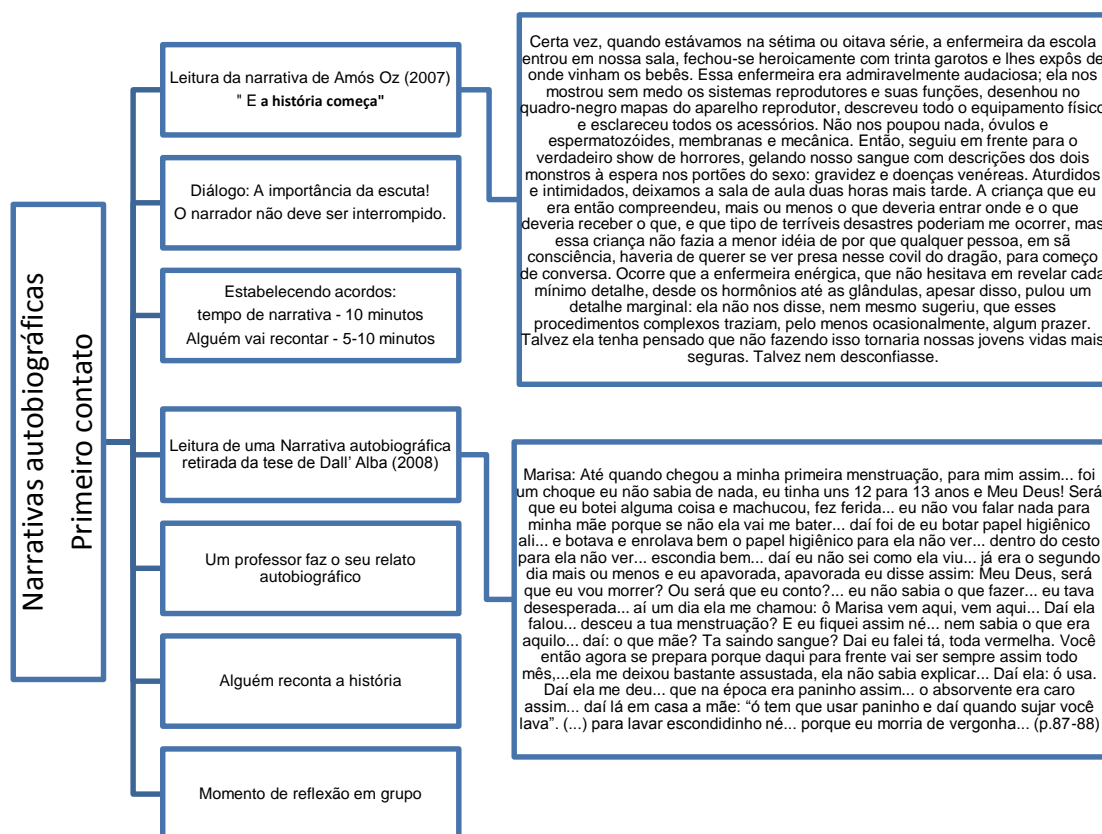 Narrativas autobiográficas
Primeiro contato
Leitura da narrativa de Amós Oz (2007)
" E a história começa"
Certa vez, quando estávamos na sétima ou oitava série, a enfermeira da escola
entrou em nossa sala, fechou-se heroicamente com trinta garotos e lhes expôs de
onde vinham os bebês. Essa enfermeira era admiravelmente audaciosa; ela nos
mostrou sem medo os sistemas reprodutores e suas funções, desenhou no
quadro-negro mapas do aparelho reprodutor, descreveu todo o equipamento físico
e esclareceu todos os acessórios. Não nos poupou nada, óvulos e
espermatozóides, membranas e mecânica. Então, seguiu em frente para o
verdadeiro show de horrores, gelando nosso sangue com descrições dos dois
monstros à espera nos portões do sexo: gravidez e doenças venéreas. Aturdidos
e intimidados, deixamos a sala de aula duas horas mais tarde. A criança que eu
era então compreendeu, mais ou menos o que deveria entrar onde e o que
deveria receber o que, e que tipo de terríveis desastres poderiam me ocorrer, mas
essa criança não fazia a menor idéia de por que qualquer pessoa, em sã
consciência, haveria de querer se ver presa nesse covil do dragão, para começo
de conversa. Ocorre que a enfermeira enérgica, que não hesitava em revelar cada
mínimo detalhe, desde os hormônios até as glândulas, apesar disso, pulou um
detalhe marginal: ela não nos disse, nem mesmo sugeriu, que esses
procedimentos complexos traziam, pelo menos ocasionalmente, algum prazer.
Talvez ela tenha pensado que não fazendo isso tornaria nossas jovens vidas mais
seguras. Talvez nem desconfiasse.
Diálogo: A importância da escuta!
O narrador não deve ser interrompido.
Estabelecendo acordos:
tempo de narrativa - 10 minutos
Alguém vai recontar - 5-10 minutos
Leitura de uma Narrativa autobiográfica
retirada da tese de Dall' Alba (2008)
Marisa: Até quando chegou a minha primeira menstruação, para mim assim... foi
um choque eu não sabia de nada, eu tinha uns 12 para 13 anos e Meu Deus! Será
que eu botei alguma coisa e machucou, fez ferida... eu não vou falar nada para
minha mãe porque se não ela vai me bater... daí foi de eu botar papel higiênico
ali... e botava e enrolava bem o papel higiênico para ela não ver... dentro do cesto
para ela não ver... escondia bem... daí eu não sei como ela viu... já era o segundo
dia mais ou menos e eu apavorada, apavorada eu disse assim: Meu Deus, será
que eu vou morrer? Ou será que eu conto?... eu não sabia o que fazer... eu tava
desesperada... aí um dia ela me chamou: ô Marisa vem aqui, vem aqui... Daí ela
falou... desceu a tua menstruação? E eu fiquei assim né... nem sabia o que era
aquilo... daí: o que mãe? Ta saindo sangue? Dai eu falei tá, toda vermelha. Você
então agora se prepara porque daqui para frente vai ser sempre assim todo
mês,...ela me deixou bastante assustada, ela não sabia explicar... Daí ela: ó usa.
Daí ela me deu... que na época era paninho assim... o absorvente era caro
assim... daí lá em casa a mãe: “ó tem que usar paninho e daí quando sujar você
lava”. (...) para lavar escondidinho né... porque eu morria de vergonha... (p.87-88)
Um professor faz o seu relato
autobiográfico
Alguém reconta a história
Momento de reflexão em grupo